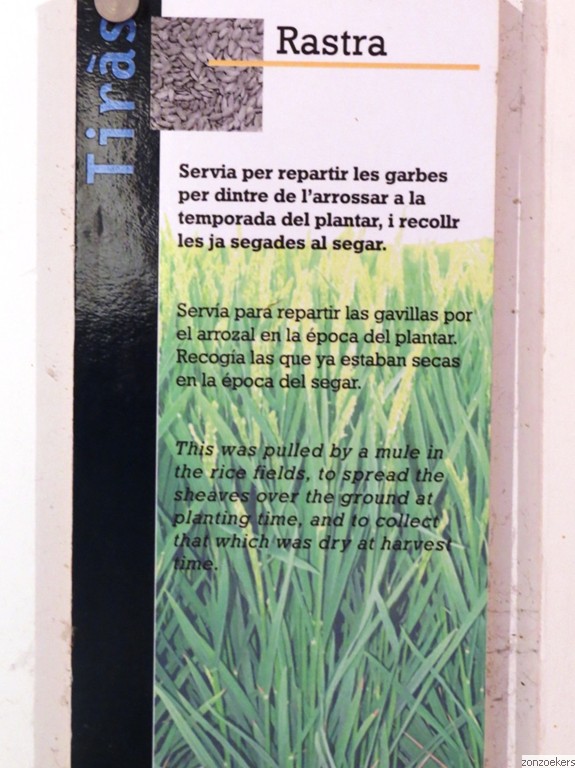 Tiràs
Rastra
Servia per repartir les garbes
per dintre de l'arrossar a la
temporada del plantar, i recollr
les ja segades al segar.
Servía para repartir las gavillas por
el arrozal en la época del plantar.
Recogía las que ya estaban secas
en la época del segar.
This was pulled by a mule in
the rice fields, to spread the
sheaves over the ground at
planting time, and to collect
that which was dry at harvest
time.
zonzoekers